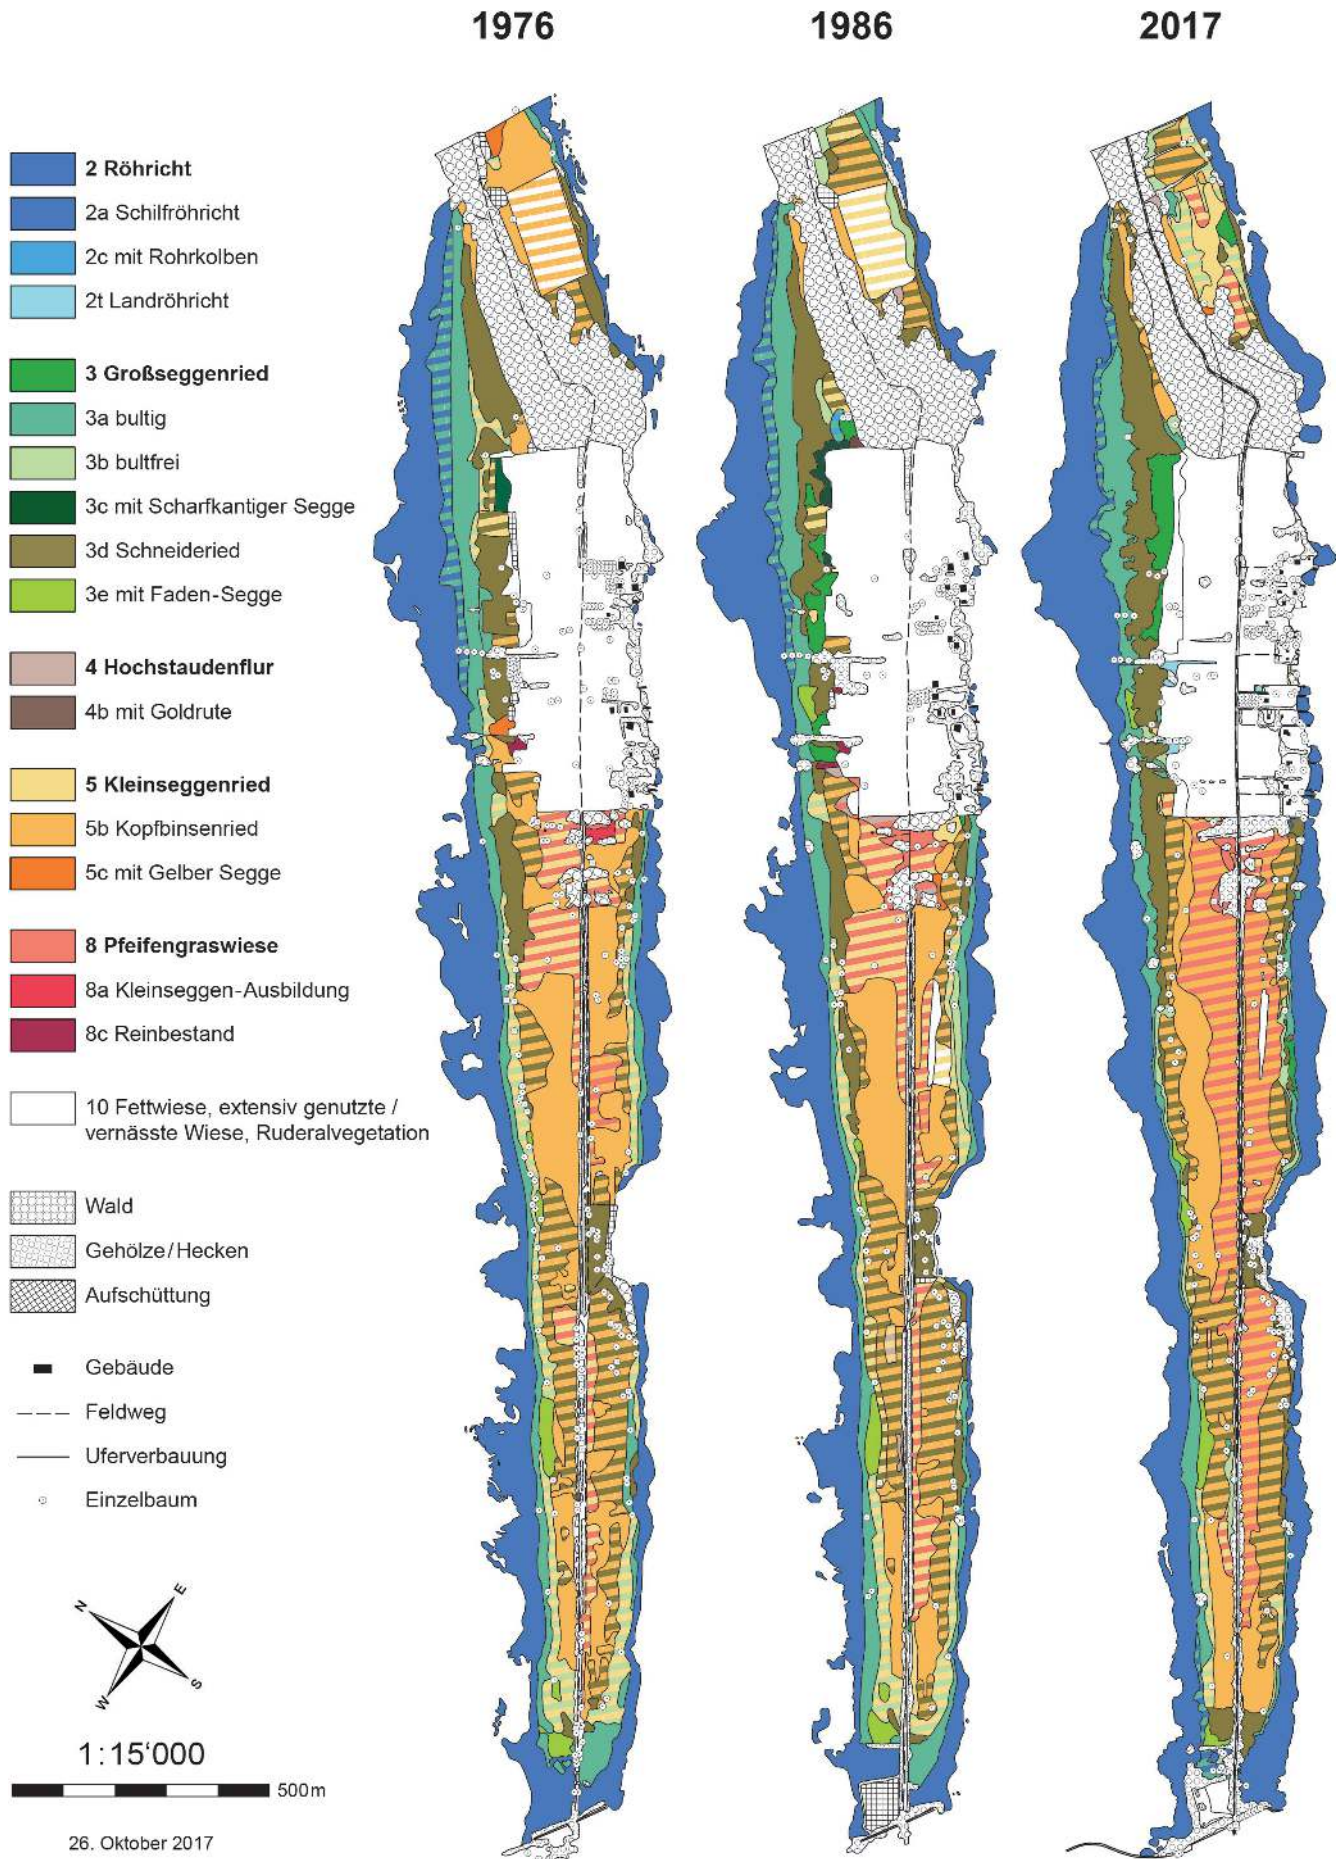 1976
1986
2017
2 Röhricht
2a Schilfröhricht
2c mit Rohrkolben
2t Landröhricht
3 Großseggenried
3a bultig
3b bultfrei
3c mit Scharfkantiger Segge
3d Schneideried
3e mit Faden-Segge
4 Hochstaudenflur
4b mit Goldrute
5 Kleinseggenried
5b Kopfbinsenried
5c mit Gelber Segge
8 Pfeifengraswiese
8a Kleinseggen-Ausbildung
8c Reinbestand
10 Fettwiese, extensiv genutzte /
vernässte Wiese, Ruderalvegetation
Wald
Gehölze/Hecken
Aufschüttung
Gebäude
Feldweg
Uferverbauung
Einzelbaum
N
E
W
S
1:15'000
500m
26. Oktober 2017